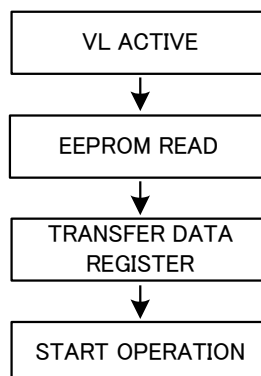 VL ACTIVE
EEPROM READ
TRANSFER DATA
REGISTER
START OPERATION